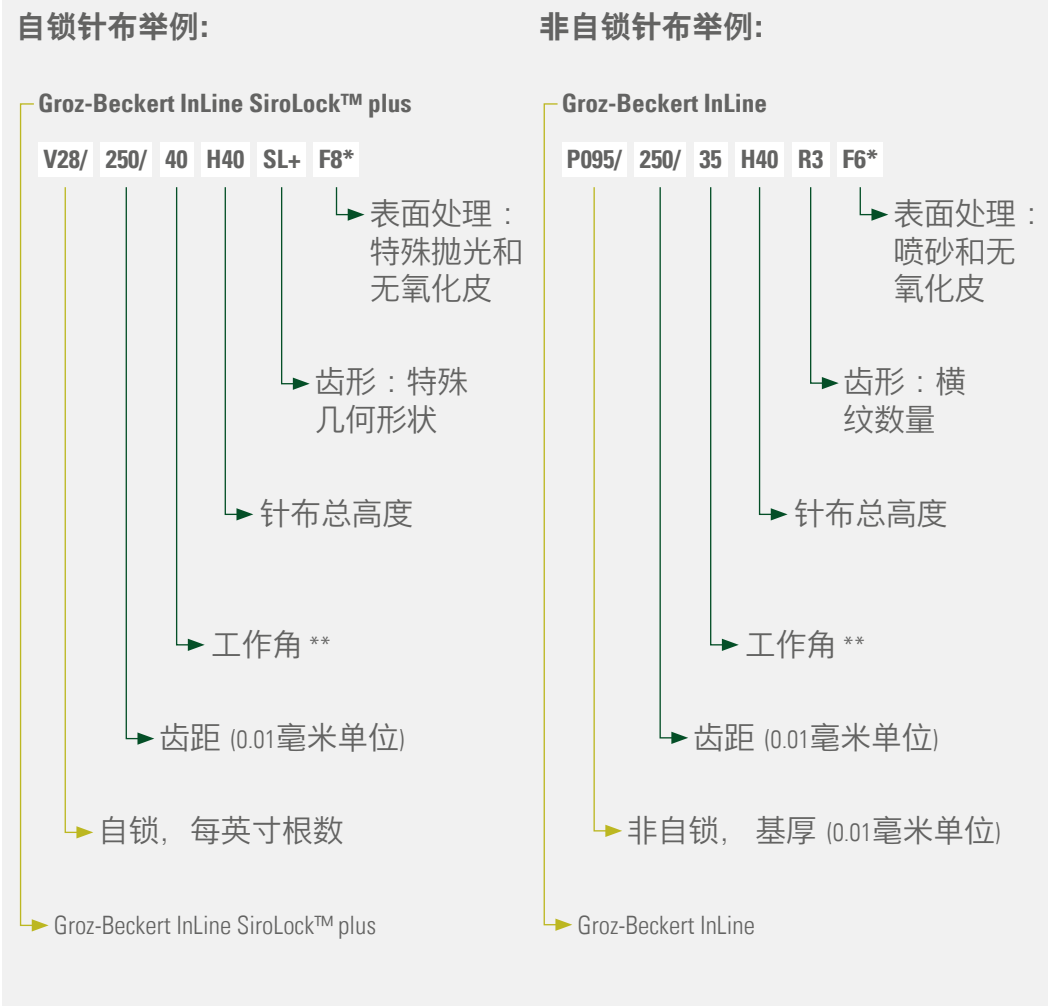 自锁针布举例:
Groz-Beckert InLine SiroLock™ plus
V28/ 250/ 40 H40 SL+ F8*
表面处理：
特殊抛光和
无氧化皮
齿形：特殊
几何形状
针布总高度
工作角 **
齿距 (0.01毫米单位)
自锁, 每英寸根数
Groz-Beckert InLine SiroLock™ plus
非自锁针布举例:
Groz-Beckert InLine
P095/ 250/ 35 H40 R3 F6*
表面处理：
喷砂和无
氧化皮
齿形：横
纹数量
针布总高度
工作角 **
齿距 (0.01毫米单位)
非自锁, 基厚 (0.01毫米单位)
Groz-Beckert InLine